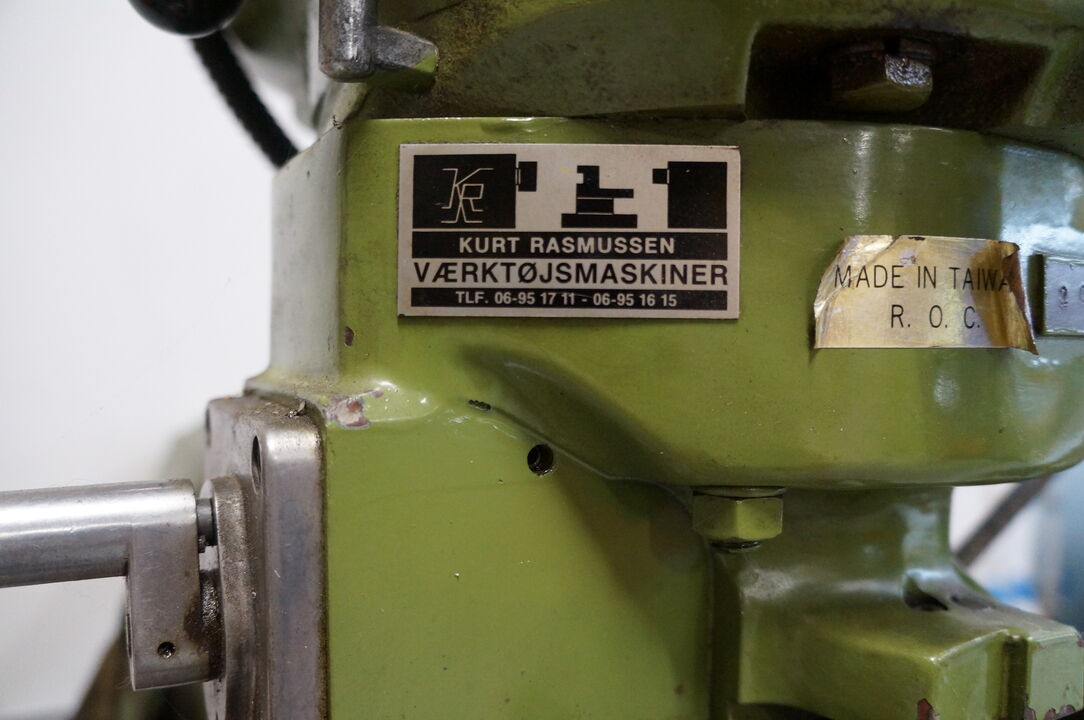 KR
KURT RASMUSSEN
VÆRKTØJSMASKINER
TLF. 06-95 17 11 - 06-95 16 15
MADE IN TAIWA
R. O. C.